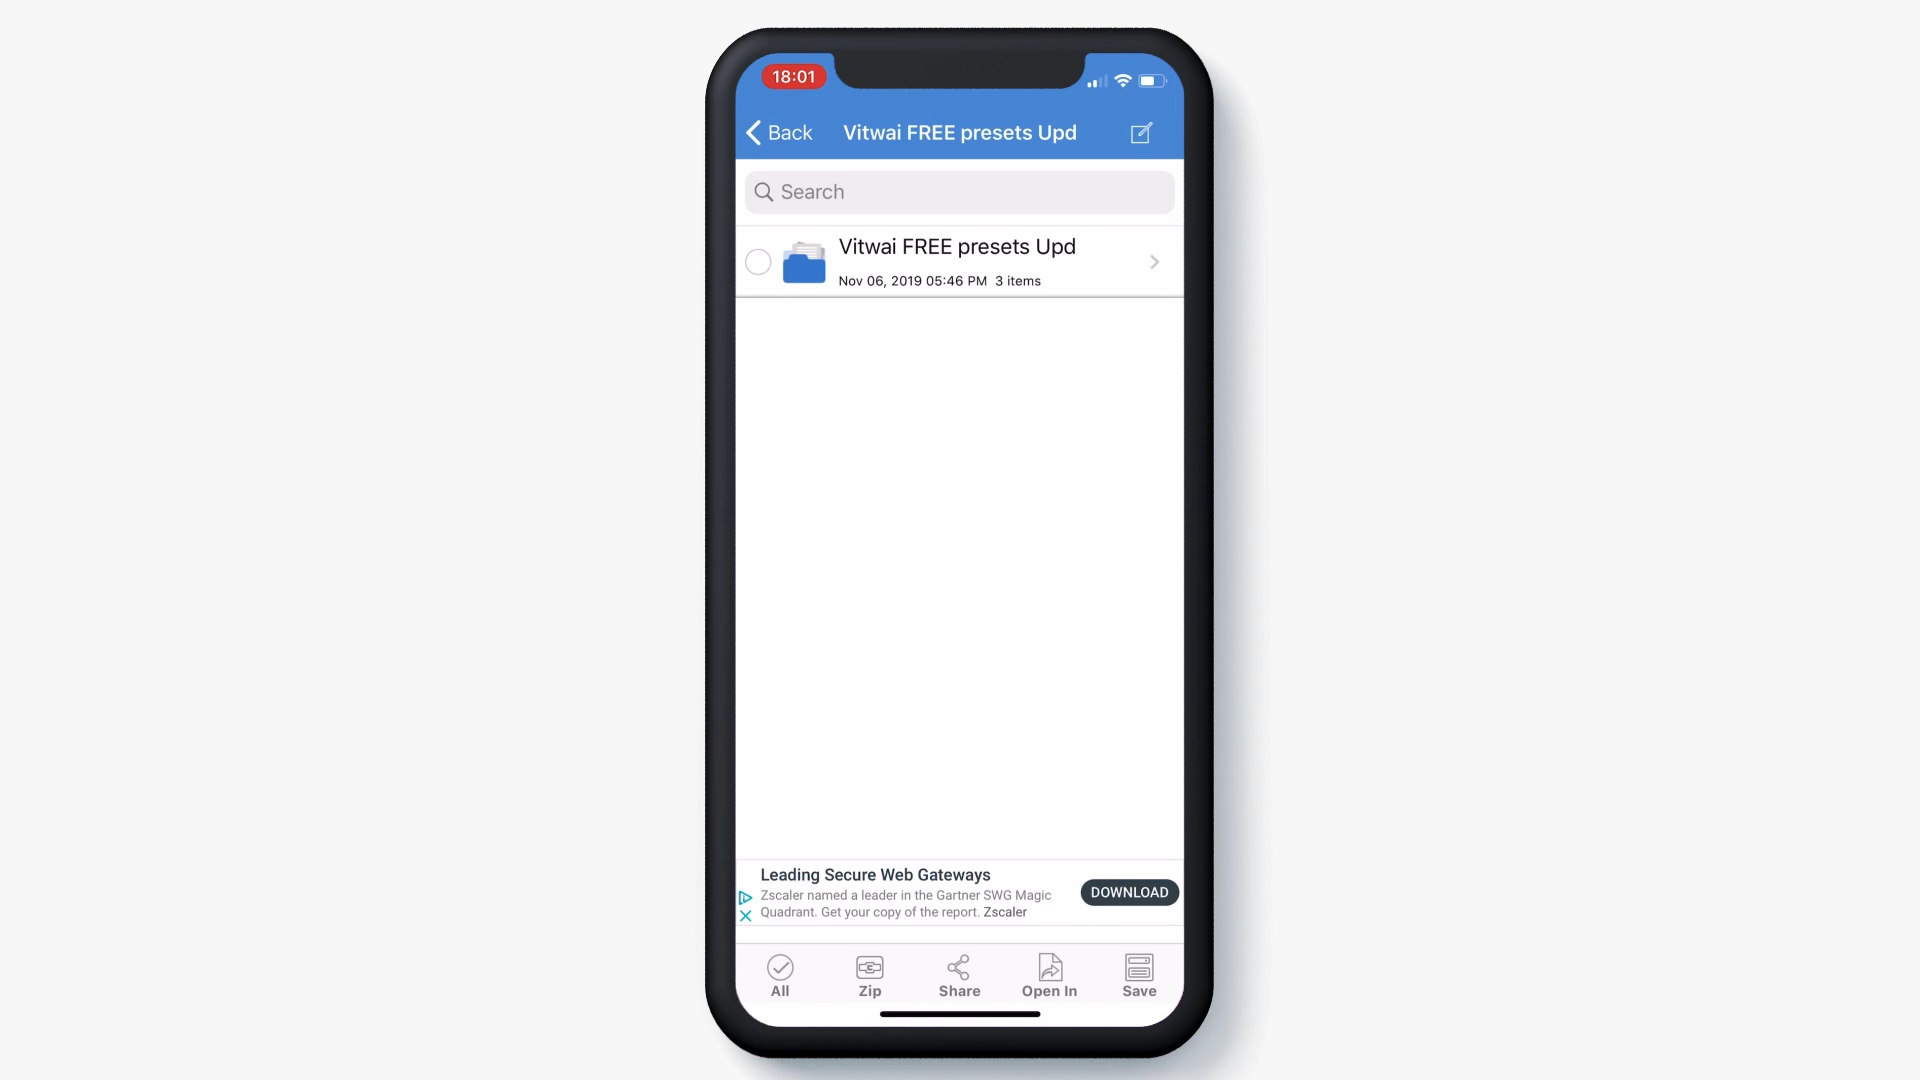 18:01
Back
Vitwai FREE presets Upd
Search
Vitwai FREE presets Upd
Nov 06, 2019 05:46 PM 3 items
Leading Secure Web Gateways
Zscaler named a leader in the Gartner SWG Magic
Quadrant. Get your copy of the report. Zscaler
DOWNLOAD
All
Zip
Share
Open In
Save